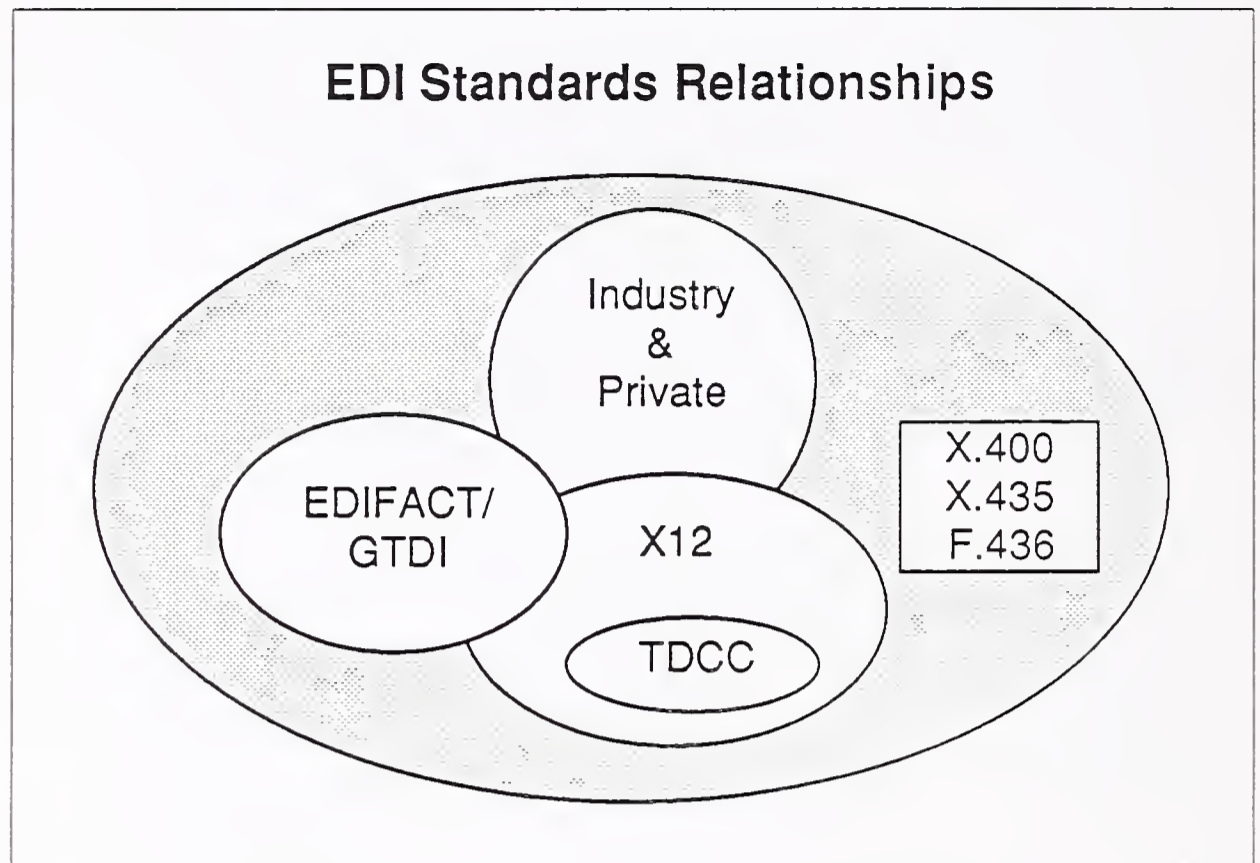 EDI Standards Relationships
Industry
&
Private
EDIFACT/
GTDI
X12
TDCC
X.400
X.435
F.436